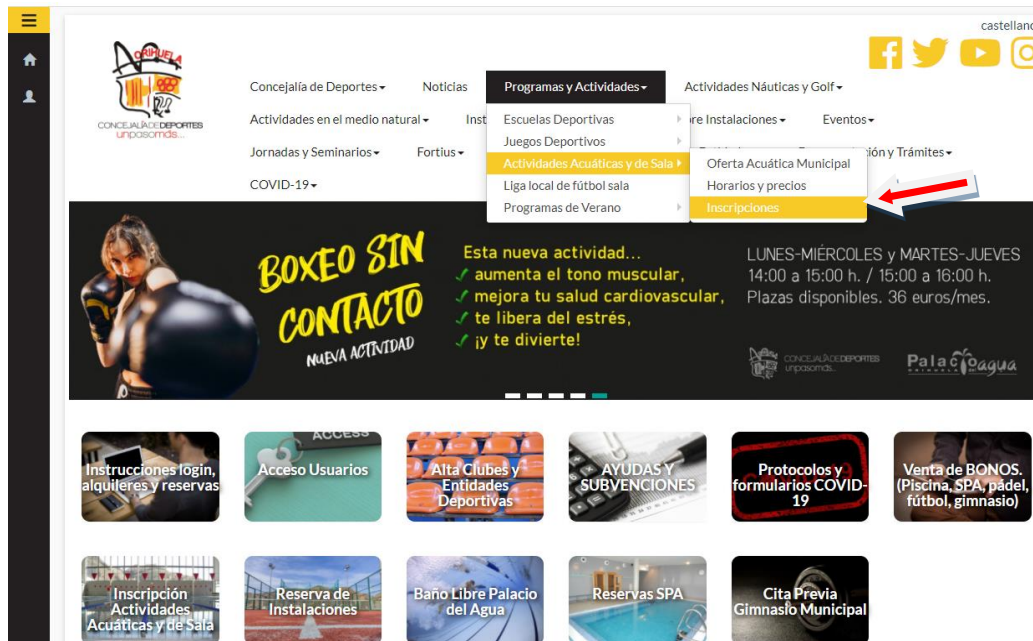 castellano
ORIHUELA
CONCEJALÍA DE DEPORTES
unpasomás...
Concejalía de Deportes
Noticias
Programas y Actividades
Actividades Náuticas y Golf
Actividades en el medio natural
Inst
re Instalaciones
Eventos
Jornadas y Seminarios
Fortius
ión y Trámites
COVID-19
Escuelas Deportivas
Juegos Deportivos
Actividades Acuáticas y de Sala
Liga local de fútbol sala
Programas de Verano
Oferta Acuática Municipal
Horarios y precios
Inscripciones
BOXEO SIN
CONTACTO
NUEVA ACTIVIDAD
Esta nueva actividad...
✓ aumenta el tono muscular,
✓ mejora tu salud cardiovascular,
✓ te libera del estrés,
✓ ¡y te divierte!
LUNES-MIÉRCOLES y MARTES-JUEVES
14:00 a 15:00 h. / 15:00 a 16:00 h.
Plazas disponibles. 36 euros/mes.
CONCEJALÍA DE DEPORTES
unpasomás...
Palacioagua
Instrucciones login,
alquileres y reservas
ACCESS
Acceso Usuarios
Alta Clubes y
Entidades
Deportivas
AYUDAS Y
SUBVENCIONES
Protocolos y
formularios COVID-
19
Venta de BONOS.
(Piscina, SPA, pádel,
fútbol, gimnasio)
Inscripción
Actividades
Acuáticas y de Sala
Reserva de
Instalaciones
Baño Libre Palacio
del Agua
Reservas SPA
Cita Previa
Gimnasio Municipal